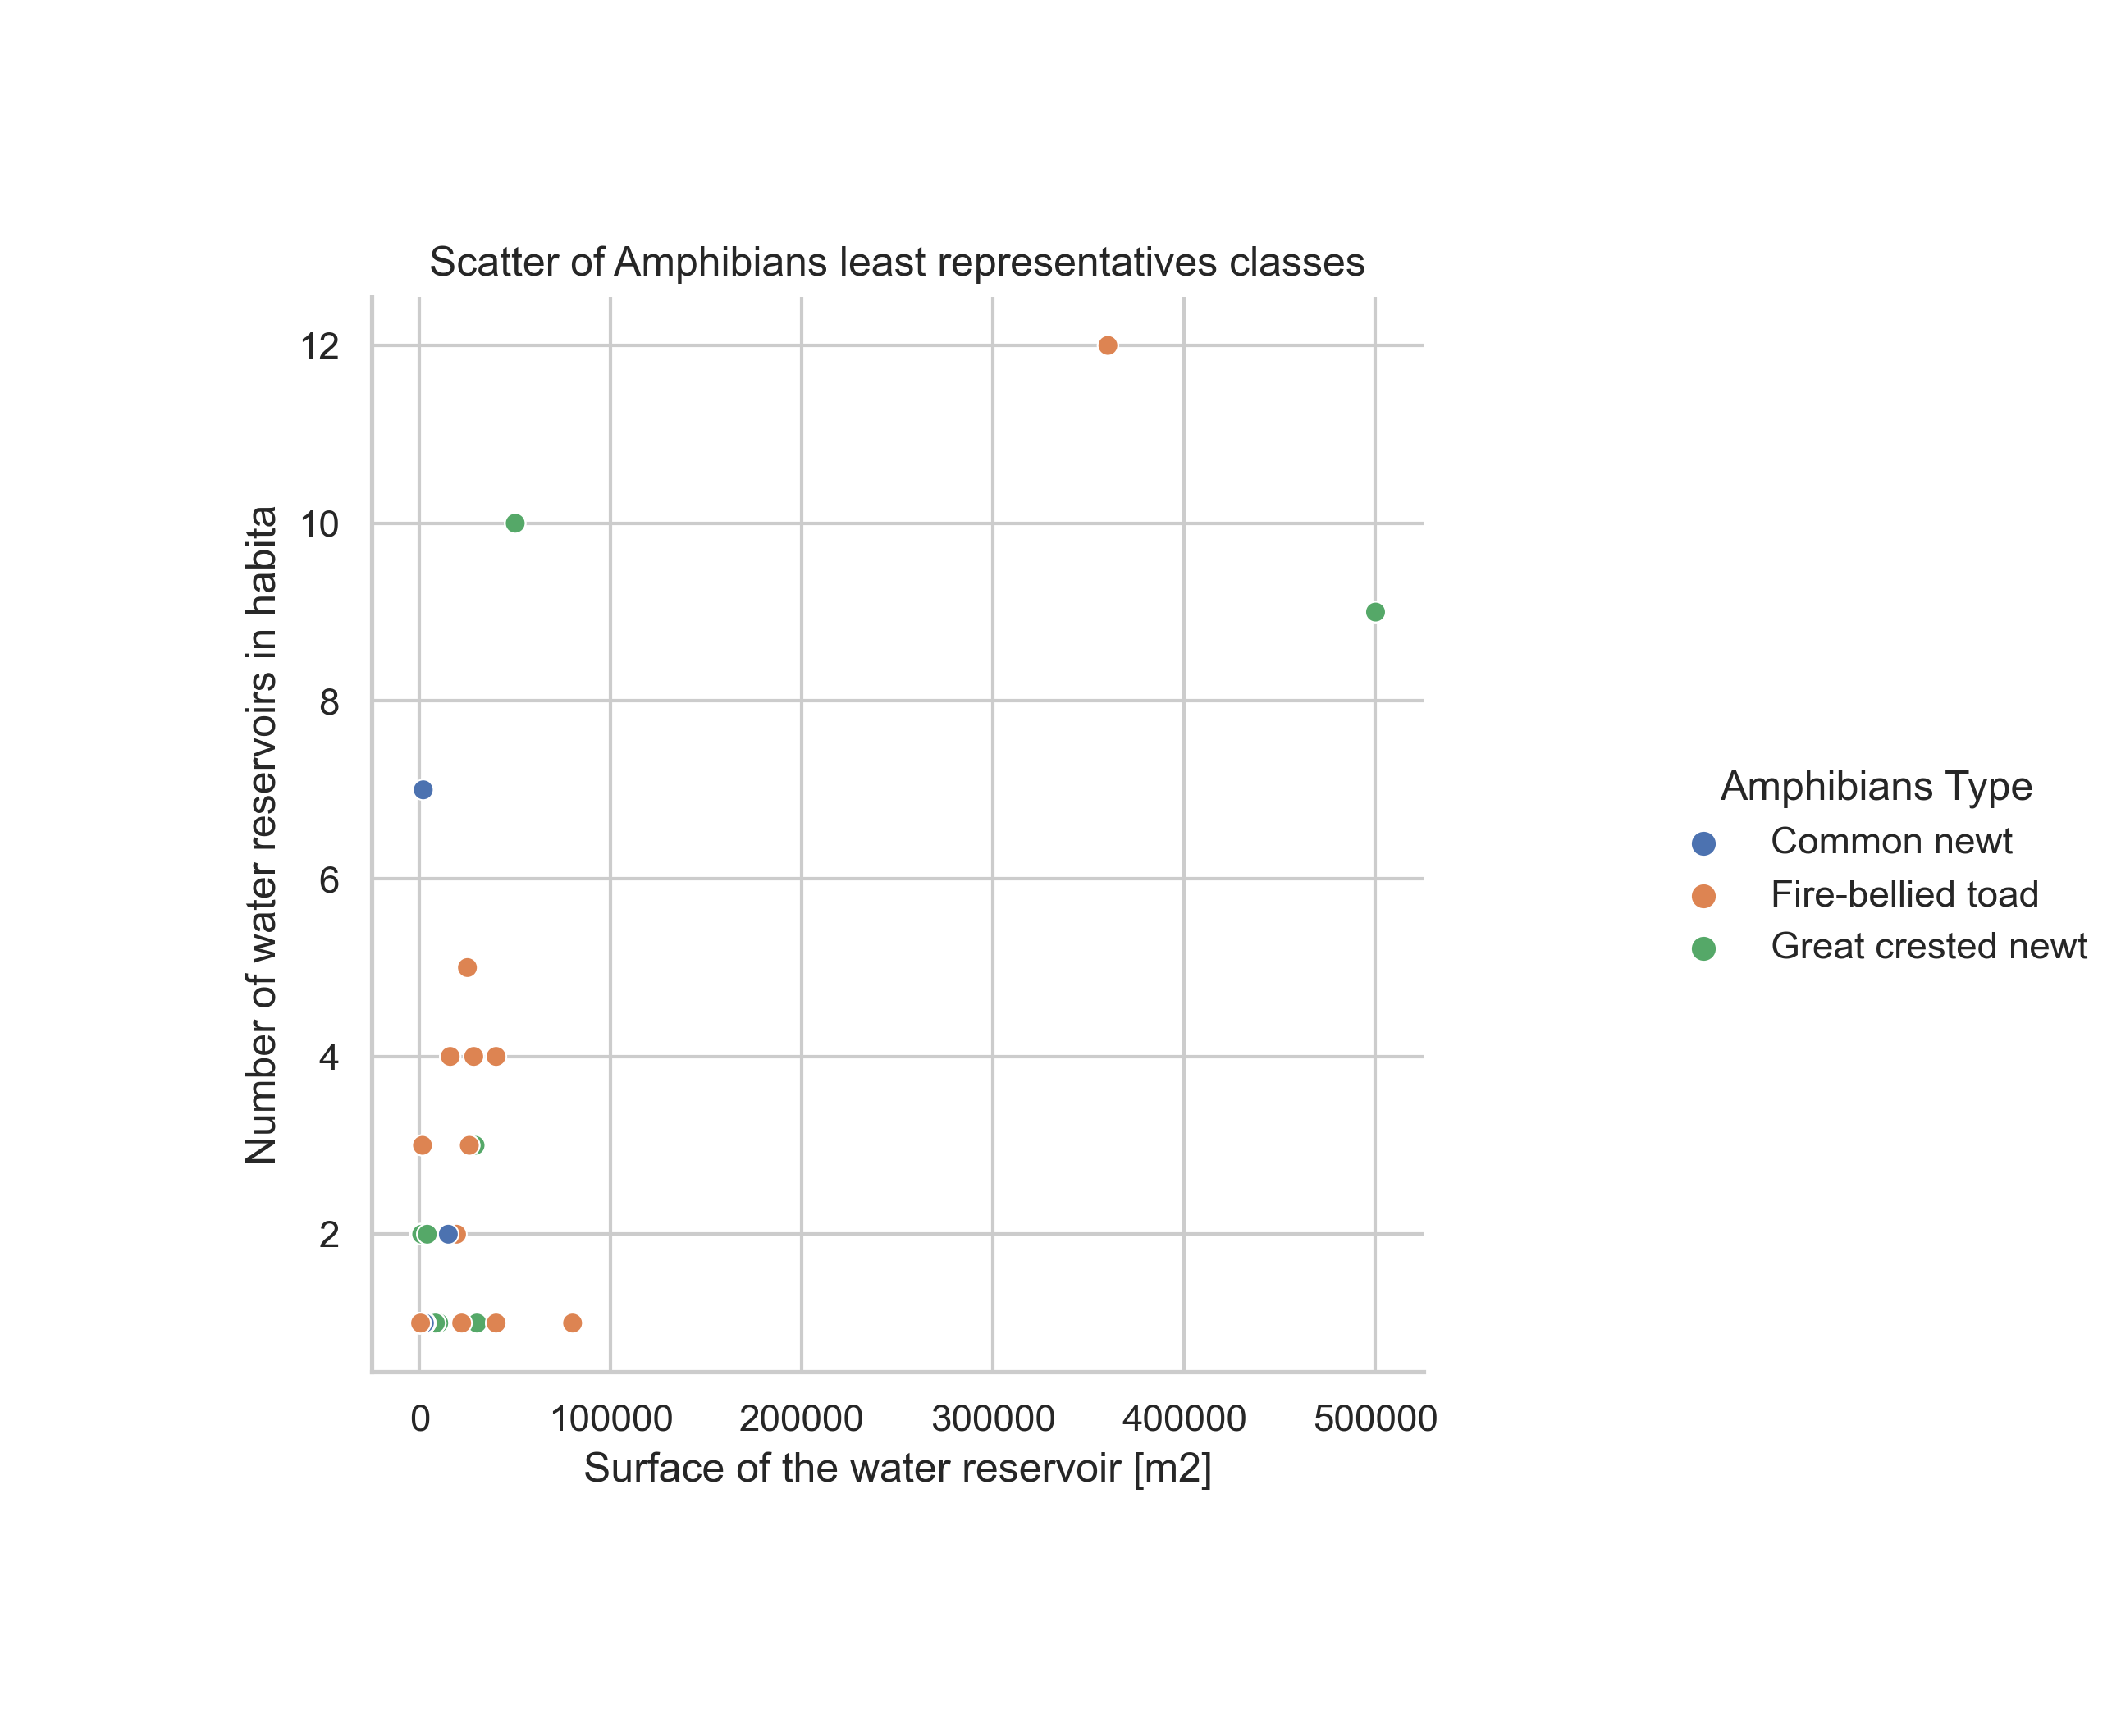 Scatter of Amphibians least representatives classes
12
10
8
6
4
2
Number of water reservoirs in habita
0 100000 200000 300000 400000 500000
Surface of the water reservoir [m2]
Amphibians Type
Common newt
Fire-bellied toad
Great crested newt